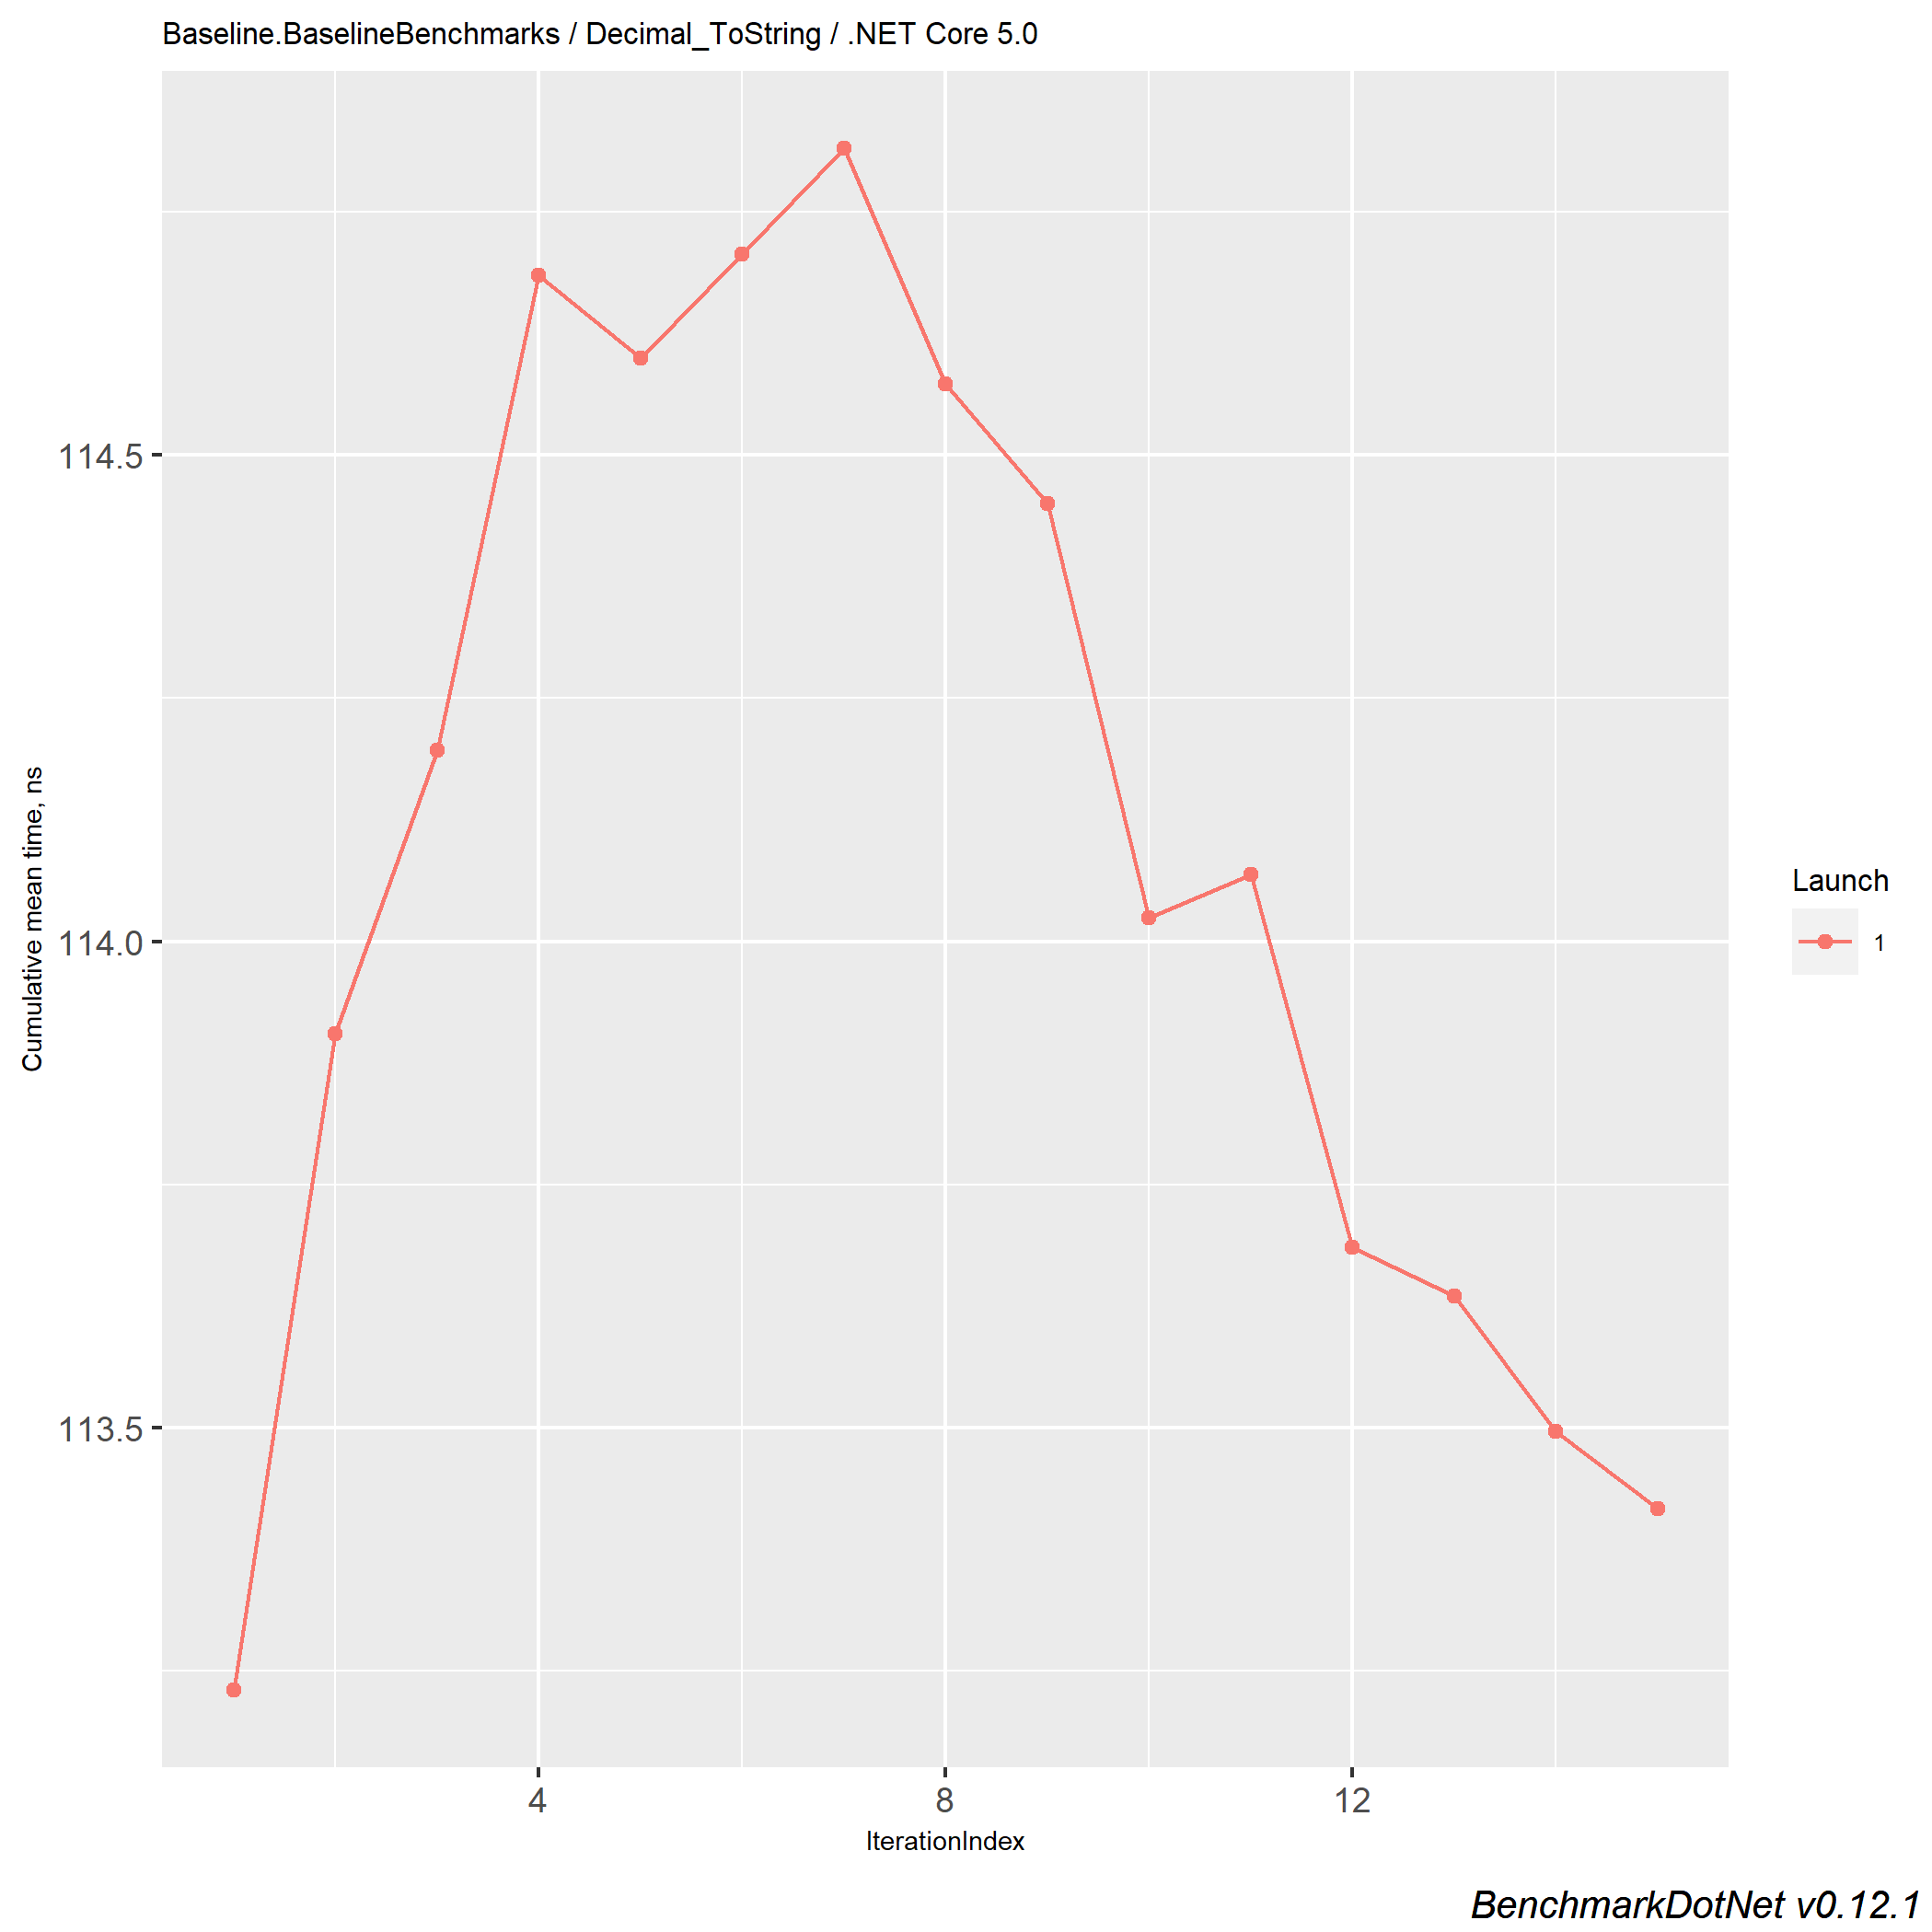 Baseline.BaselineBenchmarks / Decimal_ToString / .NET Core 5.0
Cumulative mean time, ns
114.5
114.0
113.5
4
8
12
IterationIndex
Launch
1
BenchmarkDotNet v0.12.1